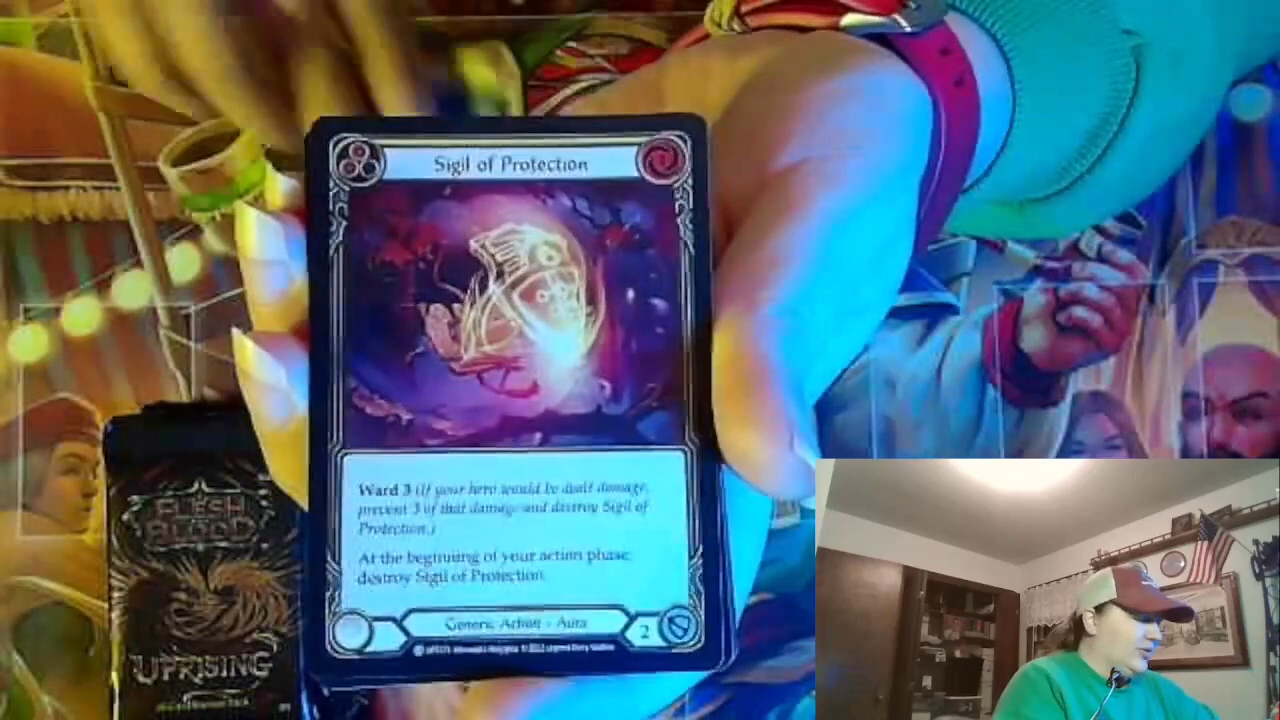 Sigil of Protection
Ward 3 (If your hero would be dealt damage,
prevent 3 of that damage and destroy Sigil of
Protection.)
At the beginning of your action phase,
destroy Sigil of Protection.
Generic Action - Aura
2
FLESH
BLOOD
UPRISING